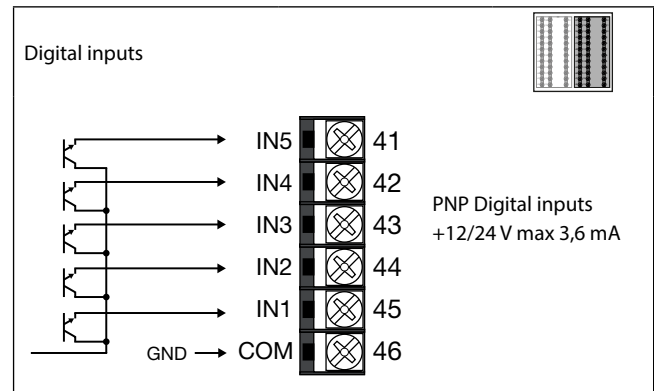 Digital inputs
IN5 41
IN4 42
IN3 43
IN2 44
IN1 45
GND COM 46
PNP Digital inputs
+12/24 V max 3,6 mA